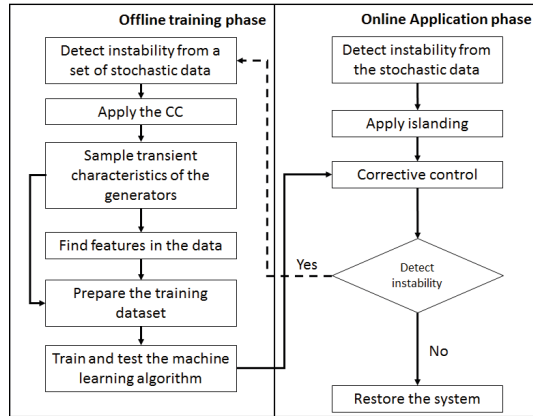 Offline training phase
Detect instability from a
set of stochastic data
Apply the CC
Sample transient
characteristics of the
generators
Find features in the data
Prepare the training
dataset
Train and test the machine
learning algorithm
Online Application phase
Detect instability from
the stochastic data
Apply islanding
Corrective control
Detect
instability
Yes
No
Restore the system